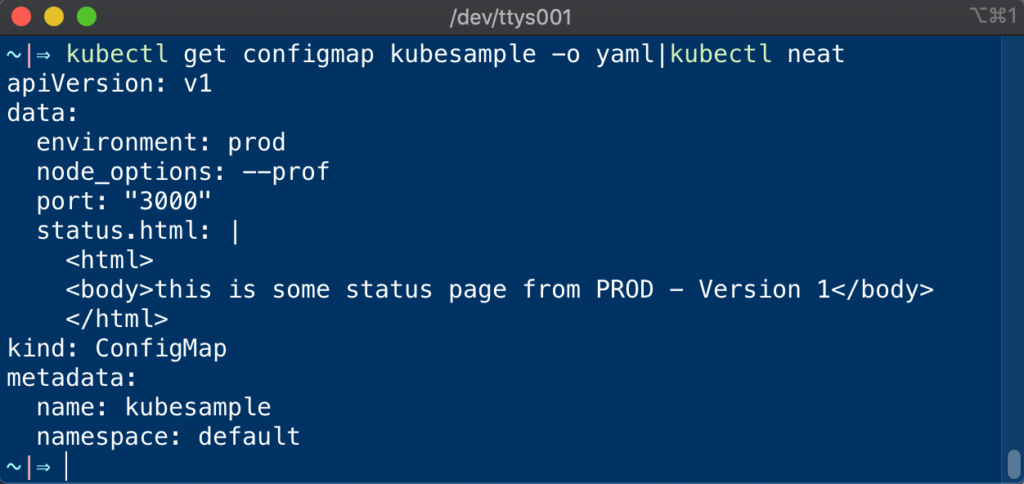 /dev/ttys001
⌥⌘1
~|⇒ kubectl get configmap kubesample -o yaml|kubectl neat
apiVersion: v1
data:
  environment: prod
  node_options: --prof
  port: "3000"
  status.html: |
    <html>
    <body>this is some status page from PROD - Version 1</body>
    </html>
kind: ConfigMap
metadata:
  name: kubesample
  namespace: default
~|⇒